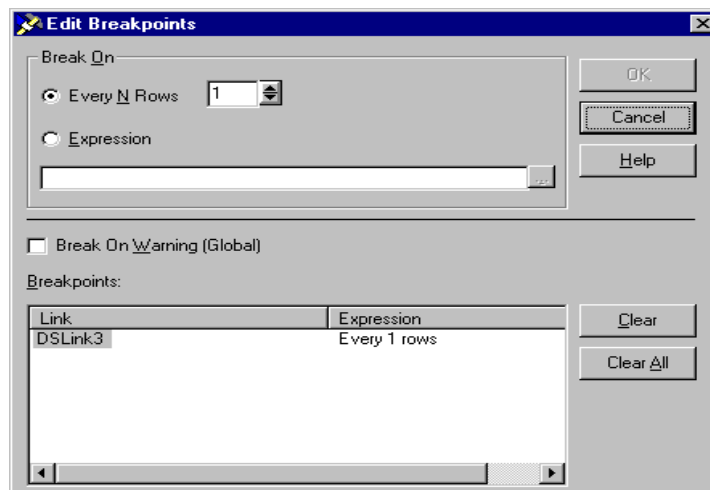 Edit Breakpoints
Break On
Every N Rows 1
Expression
...
OK
Cancel
Help
Break On Warning (Global)
Breakpoints:
Link Expression
DSLink3 Every 1 rows
Clear
Clear All